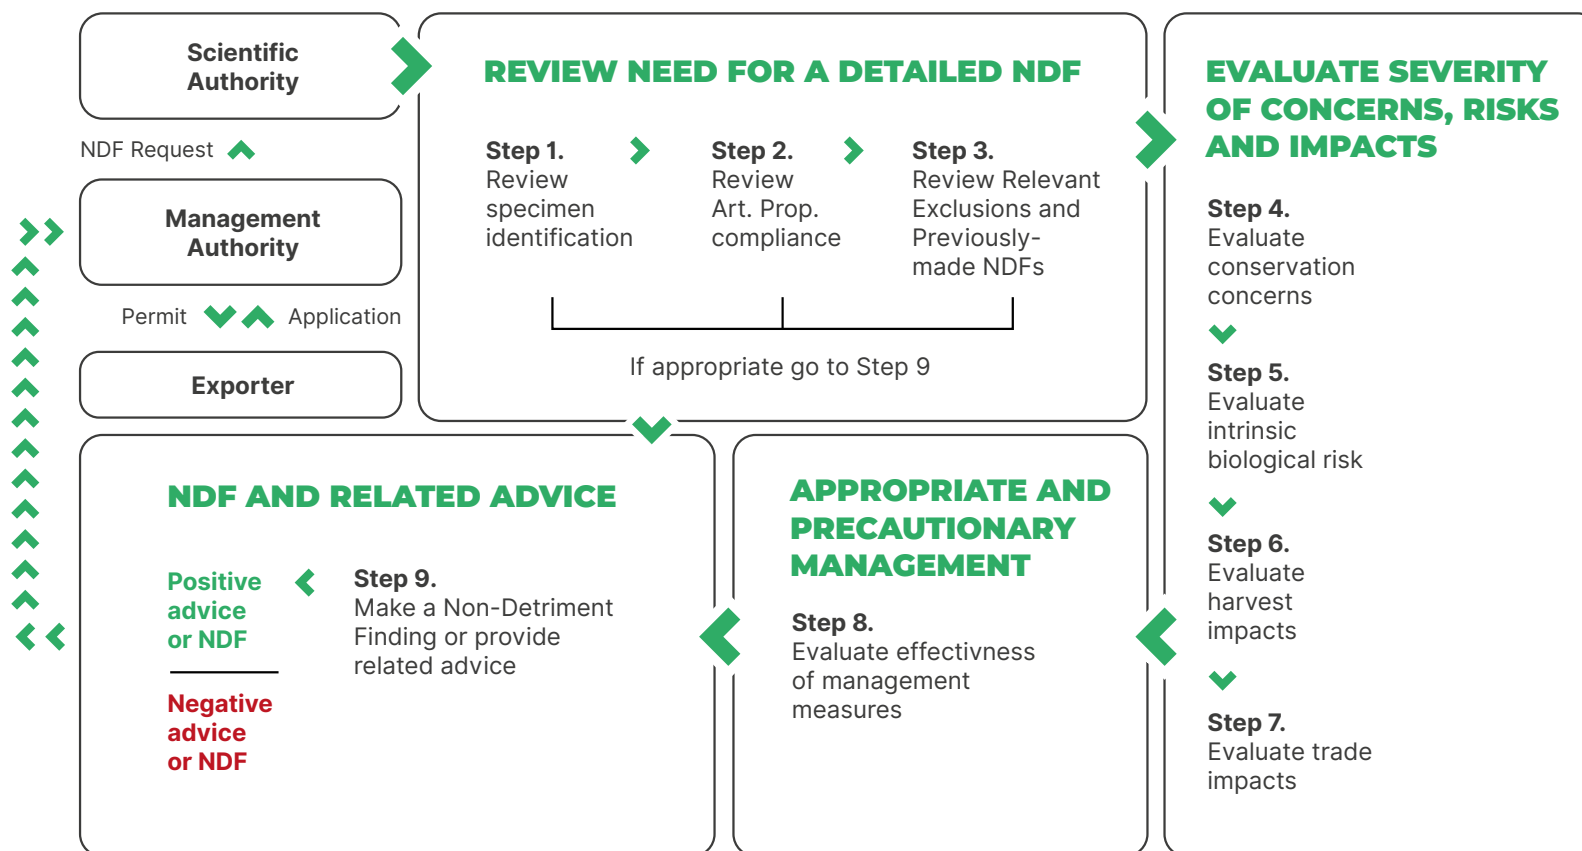 Scientific
Authority
NDF Request
Management
Authority
Permit
Application
Exporter
REVIEW NEED FOR A DETAILED NDF
Step 1.
Review
specimen
identification
Step 2.
Review
Art. Prop.
compliance
Step 3.
Review Relevant
Exclusions and
Previously-
made NDFs
If appropriate go to Step 9
EVALUATE SEVERITY
OF CONCERNS, RISKS
AND IMPACTS
Step 4.
Evaluate
conservation
concerns
Step 5.
Evaluate
intrinsic
biological risk
Step 6.
Evaluate
harvest
impacts
Step 7.
Evaluate trade
impacts
APPROPRIATE AND
PRECAUTIONARY
MANAGEMENT
Step 8.
Evaluate effectivness
of management
measures
NDF AND RELATED ADVICE
Step 9.
Make a Non-Detriment
Finding or provide
related advice
Positive
advice
or NDF
Negative
advice
or NDF